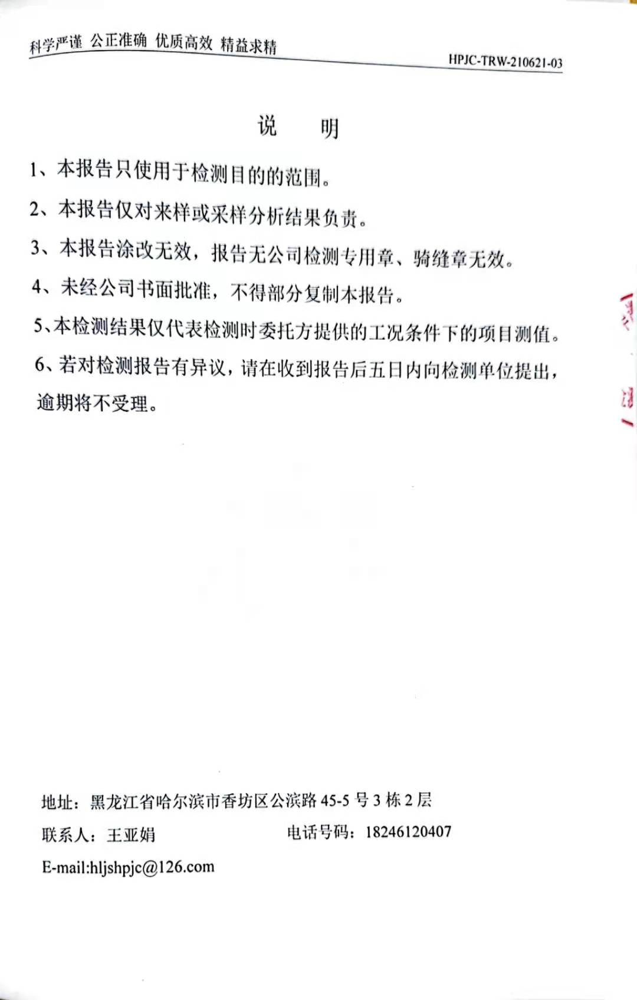 科学严谨 公正准确 优质高效 精益求精
HPJC-TRW-210621-03
说 明
1、本报告只使用于检测目的的范围。
2、本报告仅对来样或采样分析结果负责。
3、本报告涂改无效，报告无公司检测专用章、骑缝章无效。
4、未经公司书面批准，不得部分复制本报告。
5、本检测结果仅代表检测时委托方提供的工况条件下的项目测值。
6、若对检测报告有异议，请在收到报告后五日内向检测单位提出，
逾期将不受理。
地址：黑龙江省哈尔滨市香坊区公滨路 45-5 号 3 栋 2 层
联系人：王亚娟 电话号码：18246120407
E-mail:hljshpjc@126.com